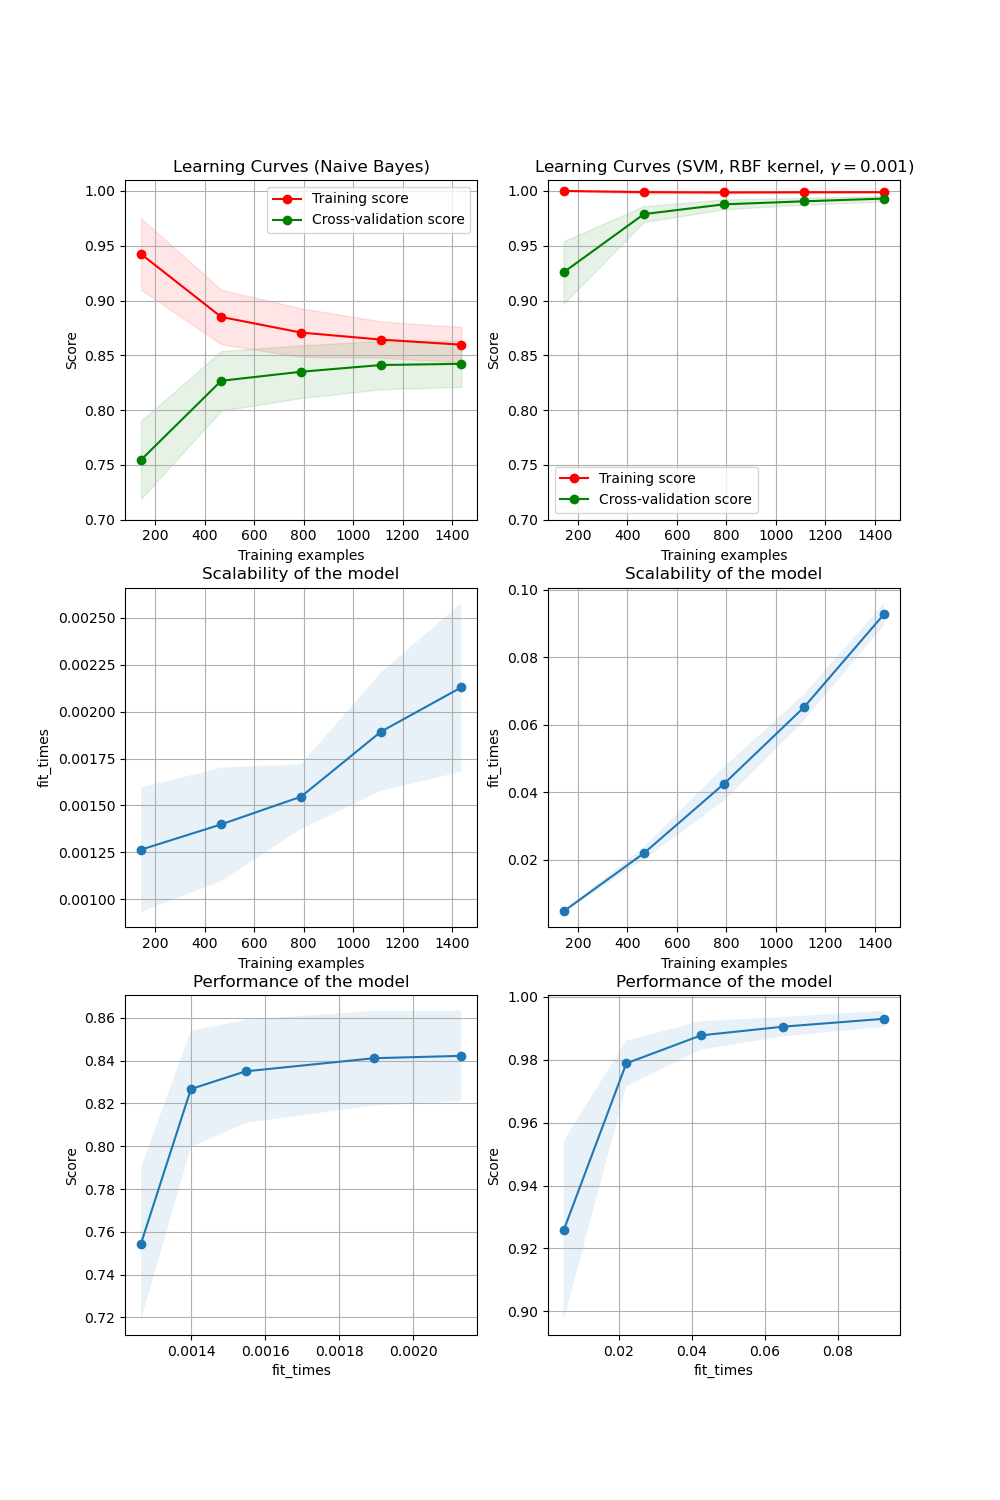 Learning Curves (Naive Bayes)
Score
1.00
0.95
0.90
0.85
0.80
0.75
0.70
Training score
Cross-validation score
200 400 600 800 1000 1200 1400
Training examples
Learning Curves (SVM, RBF kernel, γ = 0.001)
Score
1.00
0.95
0.90
0.85
0.80
0.75
0.70
Training score
Cross-validation score
200 400 600 800 1000 1200 1400
Training examples
Scalability of the model
fit_times
0.00250
0.00225
0.00200
0.00175
0.00150
0.00125
0.00100
200 400 600 800 1000 1200 1400
Training examples
Scalability of the model
fit_times
0.10
0.08
0.06
0.04
0.02
200 400 600 800 1000 1200 1400
Training examples
Performance of the model
Score
0.86
0.84
0.82
0.80
0.78
0.76
0.74
0.72
0.0014 0.0016 0.0018 0.0020
fit_times
Performance of the model
Score
1.00
0.98
0.96
0.94
0.92
0.90
0.02 0.04 0.06 0.08
fit_times